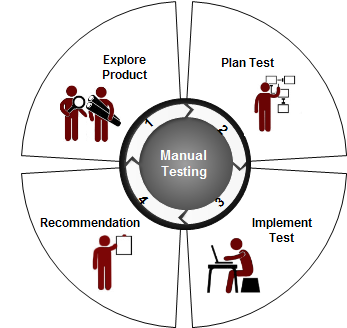 Explore
Product
Plan Test
1
2
Manual
Testing
4
3
Recommendation
Implement
Test